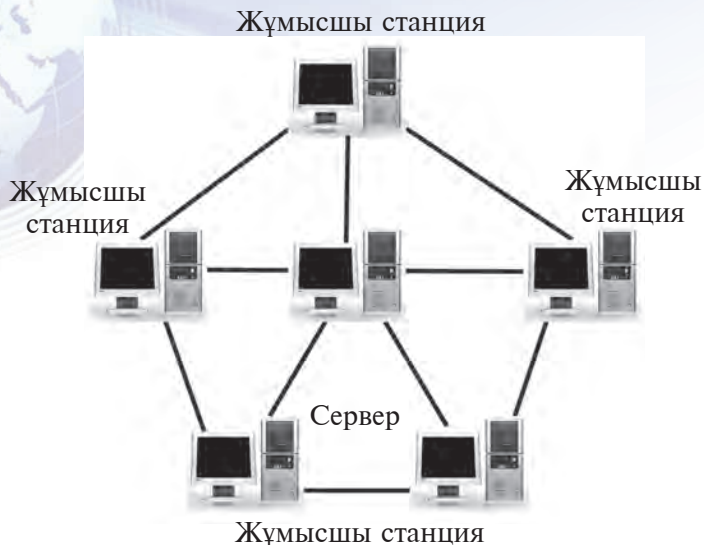 Жұмысшы станция
Жұмысшы
станция
Жұмысшы
станция
Сервер
Жұмысшы станция